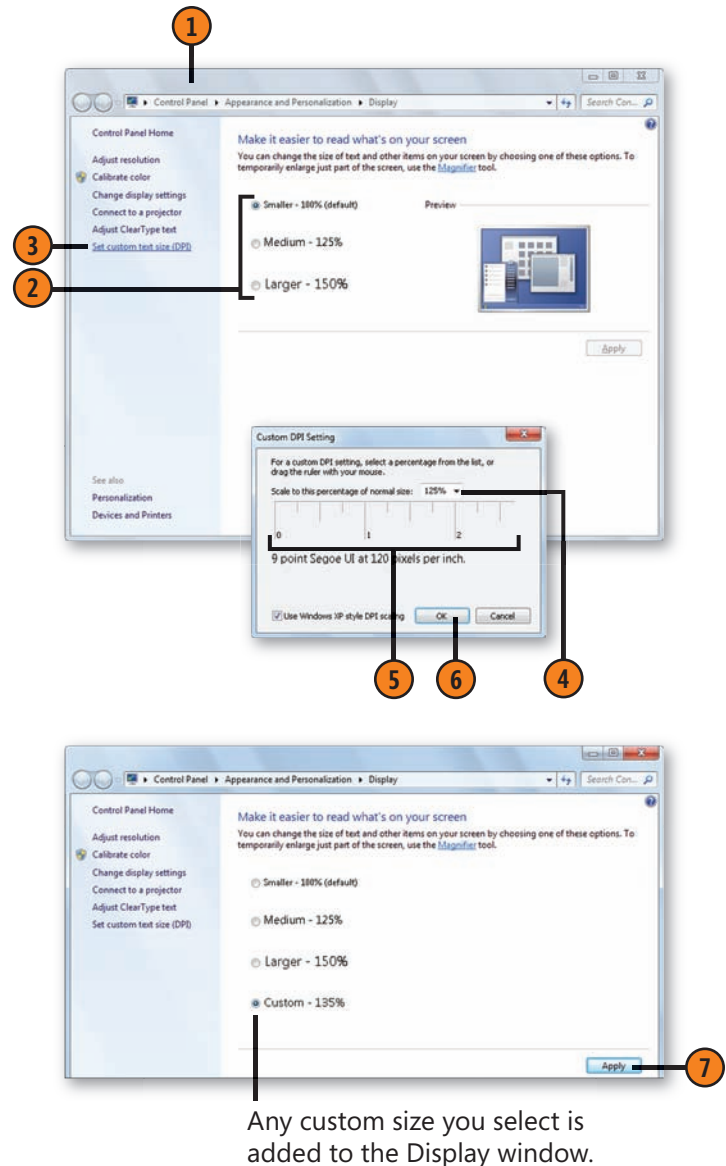 1
Control Panel ▸ Appearance and Personalization ▸ Display
Search Con...
Control Panel Home
Adjust resolution
Calibrate color
Change display settings
Connect to a projector
Adjust ClearType text
Set custom text size (DPI)
3
2
See also
Personalization
Devices and Printers
Make it easier to read what's on your screen
You can change the size of text and other items on your screen by choosing one of these options. To
temporarily enlarge just part of the screen, use the Magnifier tool.
Smaller - 100% (default)
Preview
Medium - 125%
Larger - 150%
Apply
Custom DPI Setting
For a custom DPI setting, select a percentage from the list, or
drag the ruler with your mouse.
Scale to this percentage of normal size: 125%
0 1 2
9 point Segoe UI at 120 pixels per inch.
Use Windows XP style DPI scaling
OK
Cancel
5
6
4
Control Panel ▸ Appearance and Personalization ▸ Display
Search Con...
Control Panel Home
Adjust resolution
Calibrate color
Change display settings
Connect to a projector
Adjust ClearType text
Set custom text size (DPI)
Make it easier to read what's on your screen
You can change the size of text and other items on your screen by choosing one of these options. To
temporarily enlarge just part of the screen, use the Magnifier tool.
Smaller - 100% (default)
Medium - 125%
Larger - 150%
Custom - 135%
Apply
7
Any custom size you select is
added to the Display window.